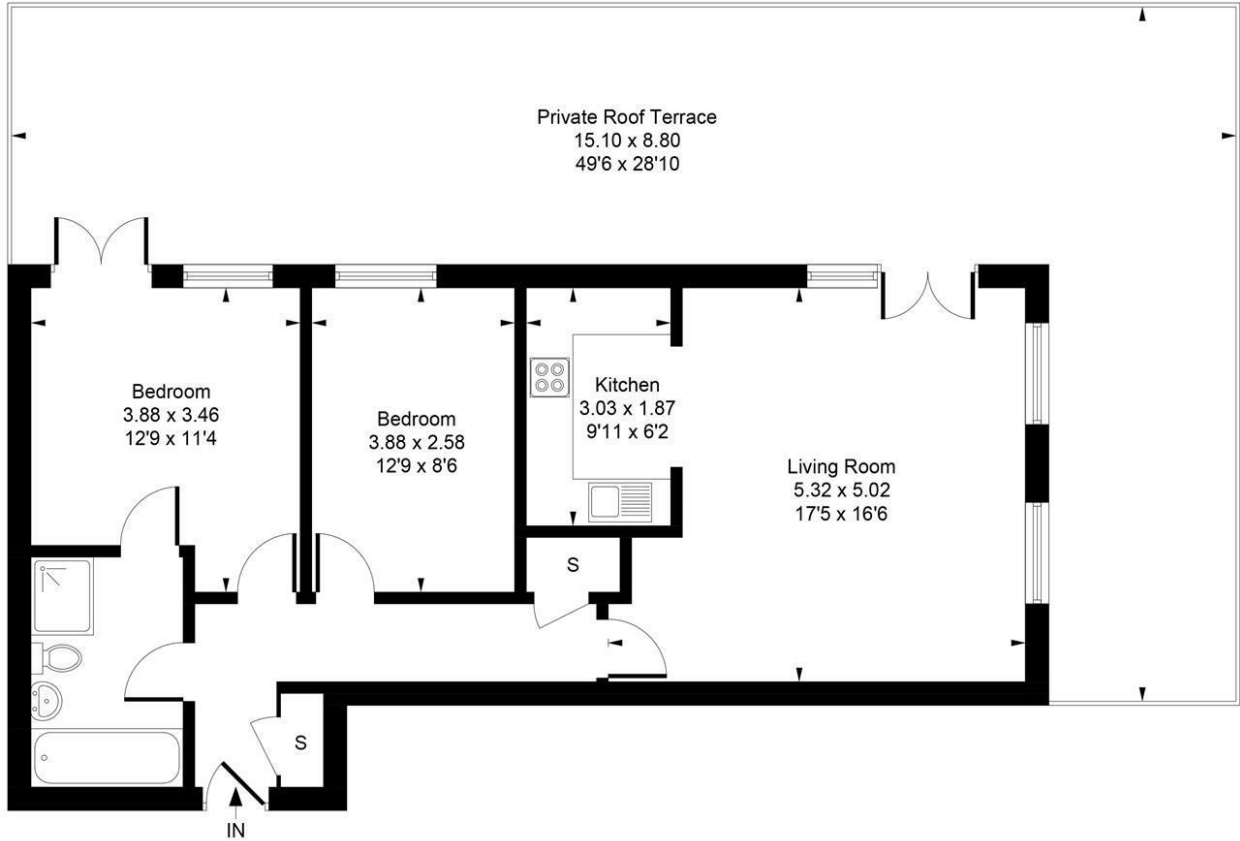 Private Roof Terrace
15.10 x 8.80
49'6 x 28'10
Bedroom
3.88 x 3.46
12'9 x 11'4
Bedroom
3.88 x 2.58
12'9 x 8'6
Kitchen
3.03 x 1.87
9'11 x 6'2
Living Room
5.32 x 5.02
17'5 x 16'6
S
S
IN